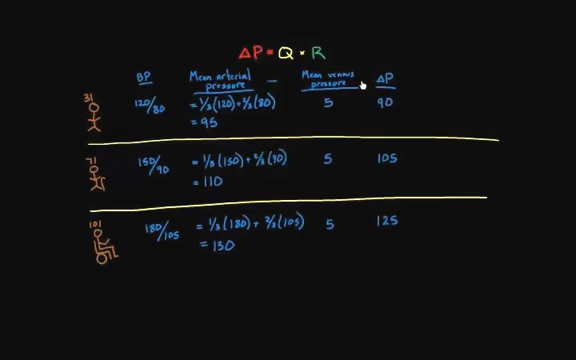 ΔP = Q × R
BP Mean arterial pressure – Mean venous pressure ΔP
31 120/80 = 1/3(120) + 2/3(80) 5 90
= 95
71 150/90 = 1/3(150) + 2/3(90) 5 105
= 110
101 180/105 = 1/3(180) + 2/3(105) 5 125
= 130